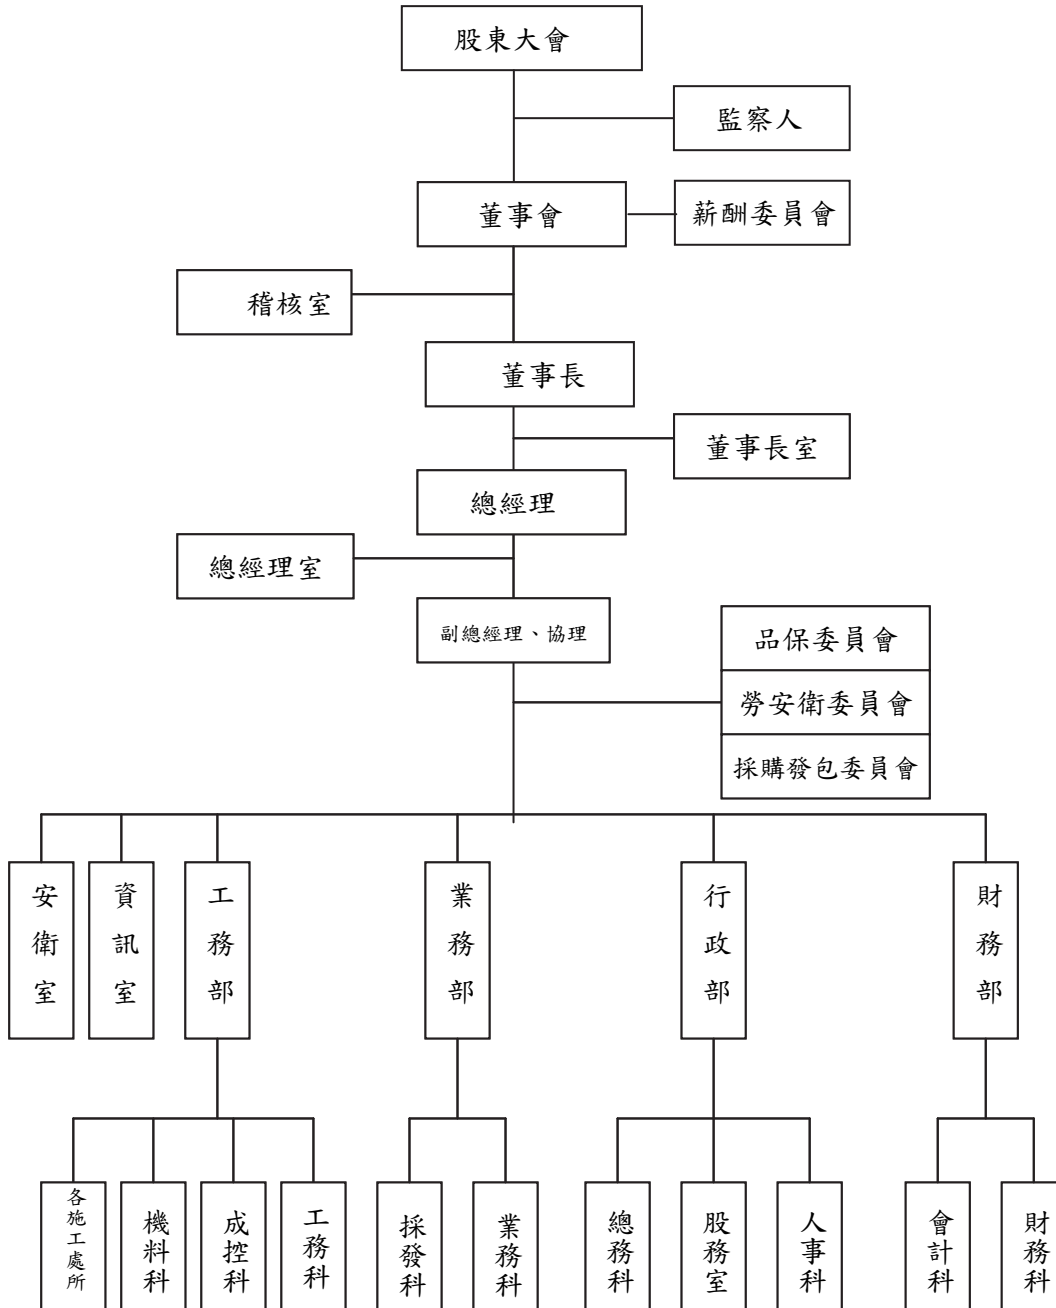 股東大會
監察人
董事會
薪酬委員會
稽核室
董事長
董事長室
總經理
總經理室
副總經理、協理
品保委員會
勞安衛委員會
採購發包委員會
安衛室
資訊室
工務部
業務部
行政部
財務部
各施工處所
機料科
成控科
工務科
採發科
業務科
總務科
股務室
人事科
會計科
財務科